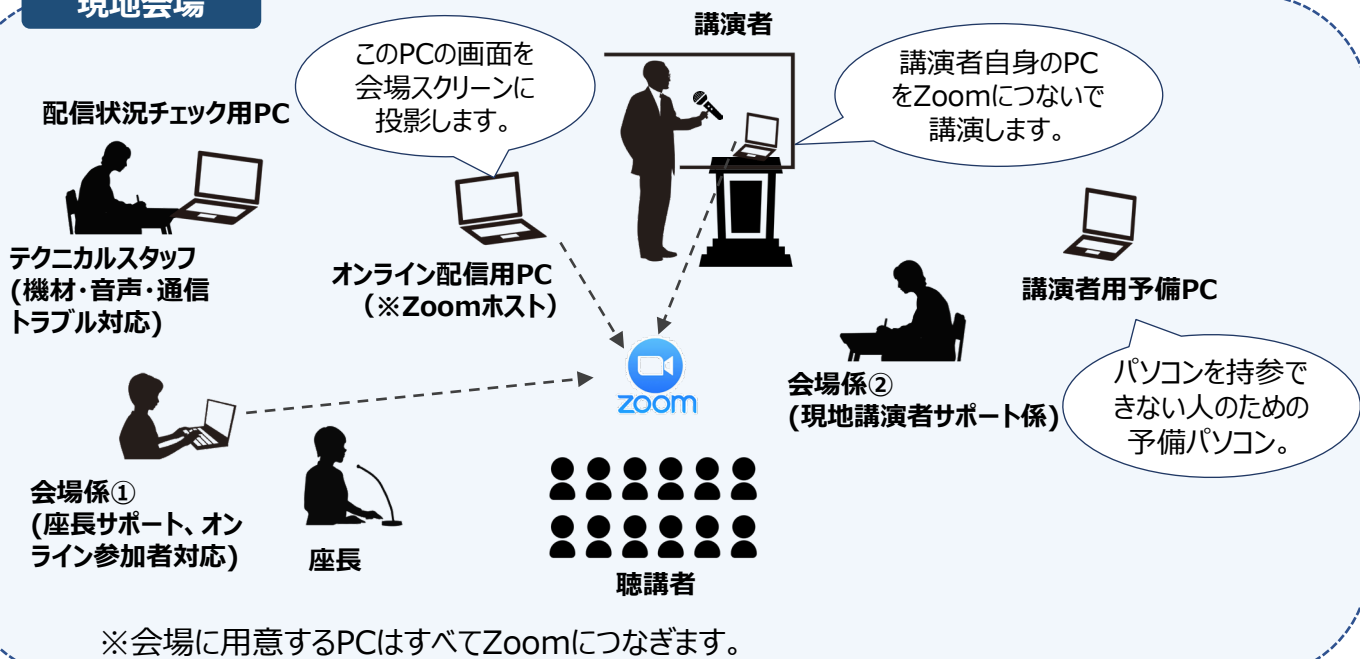 現地会場
講演者
このPCの画面を
会場スクリーンに
投影します。
講演者自身のPC
をZoomにつないで
講演します。
配信状況チェック用PC
テクニカルスタッフ
(機材・音声・通信
トラブル対応)
オンライン配信用PC
（※Zoomホスト）
講演者用予備PC
zoom
会場係②
(現地講演者サポート係)
パソコンを持参で
きない人のための
予備パソコン。
会場係①
(座長サポート、オン
ライン参加者対応)
座長
聴講者
※会場に用意するPCはすべてZoomにつなぎます。